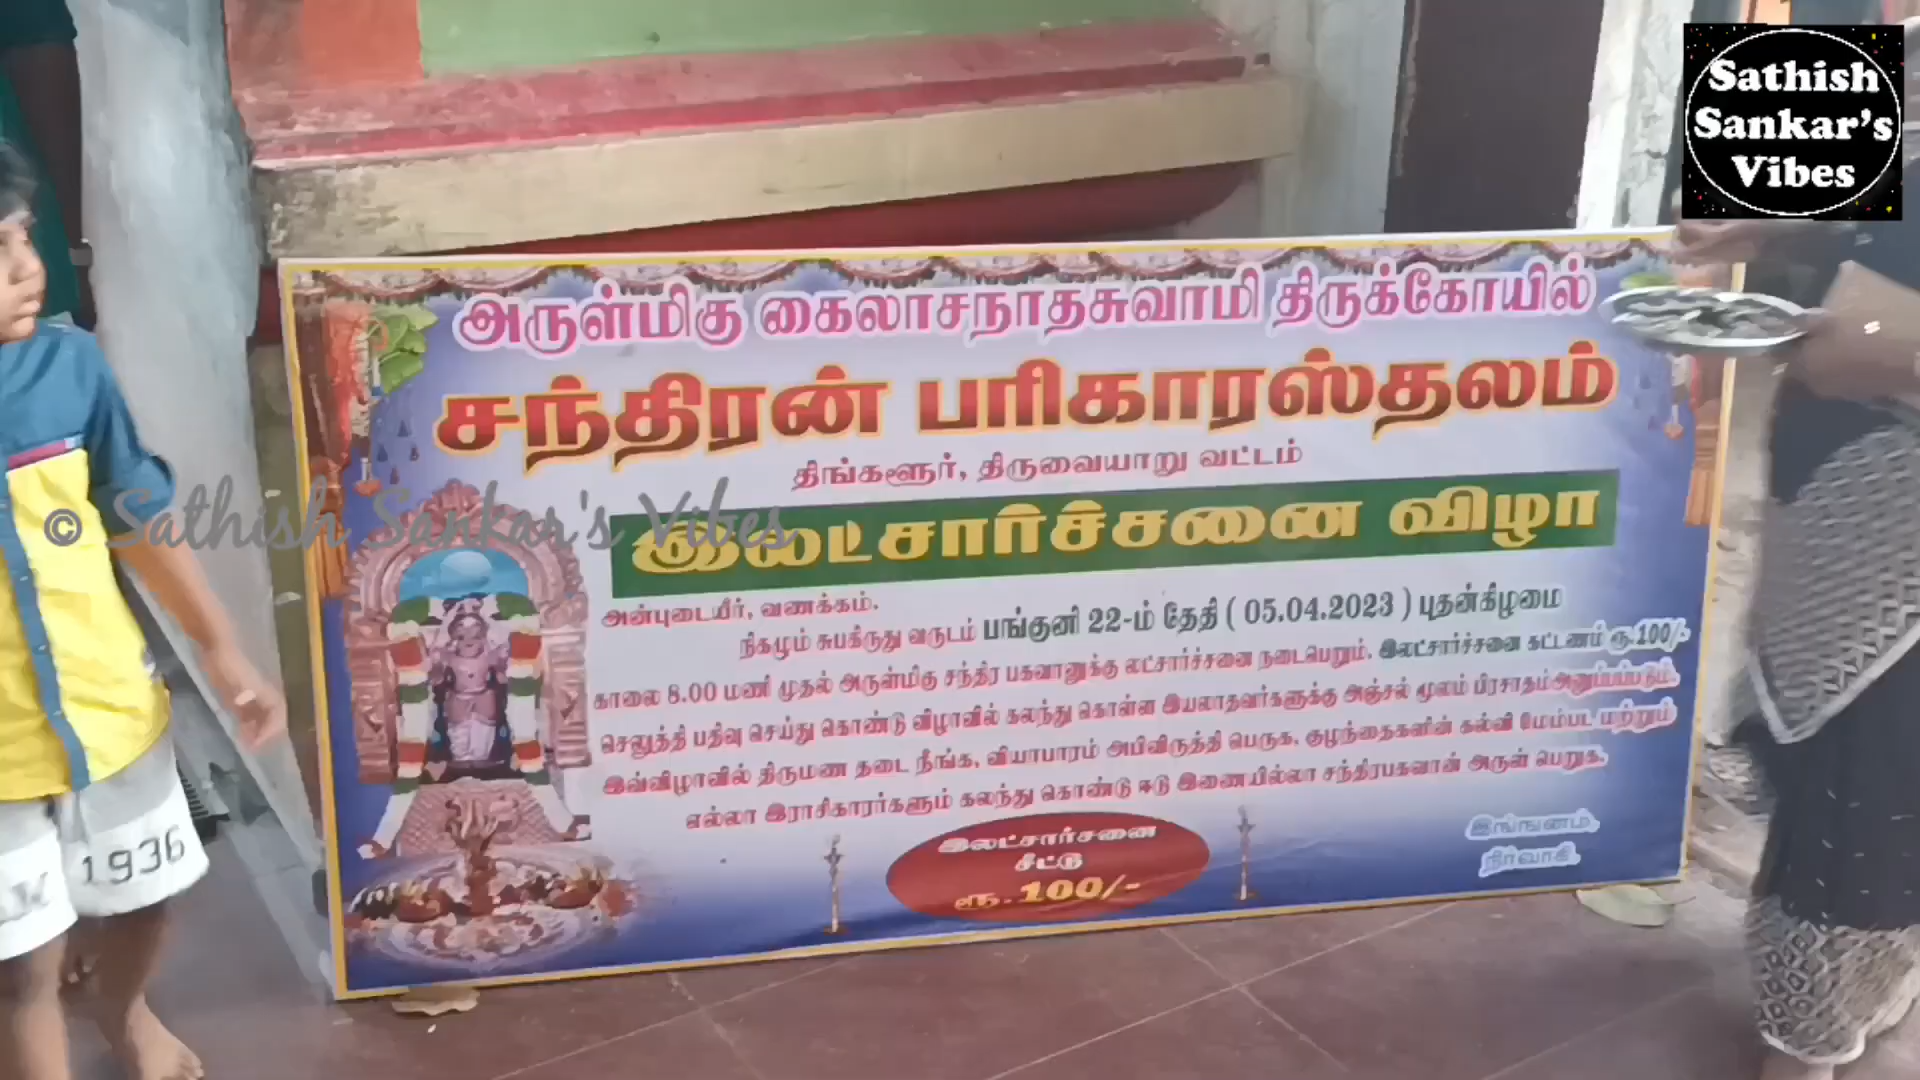 Sathish
Sankar's
Vibes
அருள்மிகு கைலாசநாதசுவாமி திருக்கோயில்
சந்திரன் பரிகாரஸ்தலம்
திங்களூர், திருவையாறு வட்டம்
© Sathish Sankar's Vibes
இலட்சார்ச்சனை விழா
அன்புடையீர், வணக்கம்.
நிகழும் சுபகிருது வருடம் பங்குனி 22-ம் தேதி ( 05.04.2023 ) புதன்கிழமை
காலை 8.00 மணி முதல் அருள்மிகு சந்திர பகவானுக்கு லட்சார்ச்சனை நடைபெறும். இலட்சார்ச்சனை கட்டணம் ரூ.100/-
செலுத்தி பதிவு செய்து கொண்டு விழாவில் கலந்து கொள்ள இயலாதவர்களுக்கு அஞ்சல் மூலம் பிரசாதம் அனுப்பப்படும்.
இவ்விழாவில் திருமண தடை நீங்க, வியாபாரம் அபிவிருத்தி பெருக, குழந்தைகளின் கல்வி மேம்பட மற்றும்
எல்லா இராசிகாரர்களும் கலந்து கொண்டு ஈடு இணையில்லா சந்திரபகவான் அருள் பெறுக.
இலட்சார்சனை
சீட்டு
ரூ.100/-
இங்ஙனம்,
நிர்வாகி.
1936